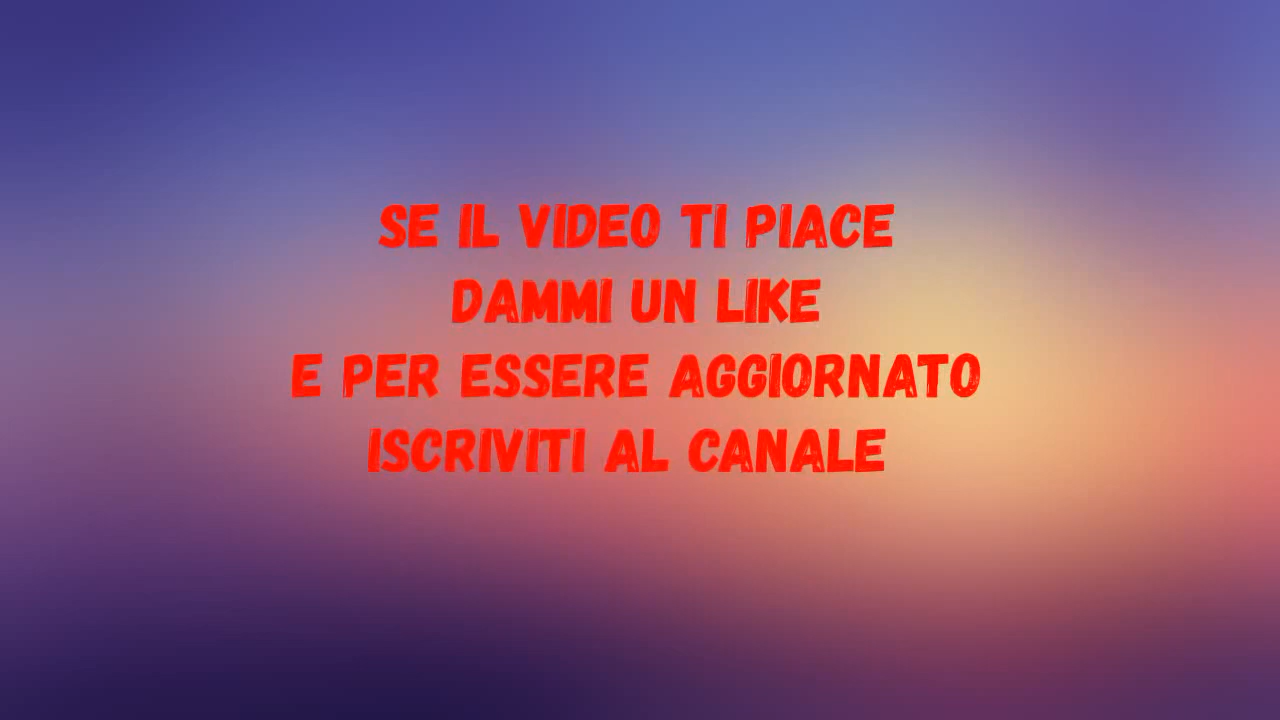 SE IL VIDEO TI PIACE
DAMMI UN LIKE
E PER ESSERE AGGIORNATO
ISCRIVITI AL CANALE